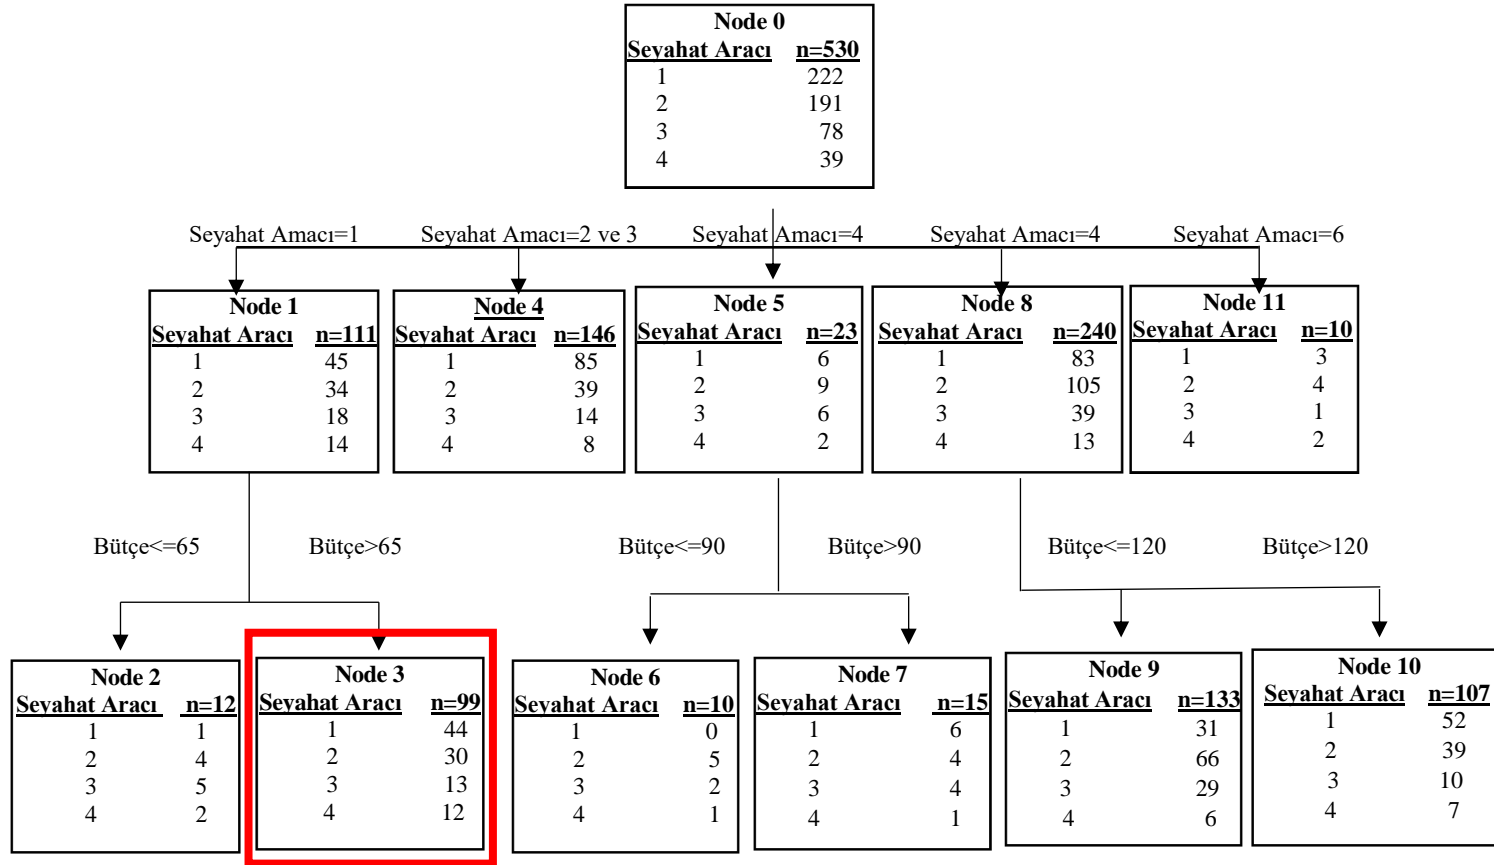 Node 0
Seyahat Aracı n=530
1 222
2 191
3 78
4 39
Seyahat Amacı=1 Seyahat Amacı=2 ve 3 Seyahat Amacı=4 Seyahat Amacı=4 Seyahat Amacı=6
Node 1
Seyahat Aracı n=111
1 45
2 34
3 18
4 14
Node 4
Seyahat Aracı n=146
1 85
2 39
3 14
4 8
Node 5
Seyahat Aracı n=23
1 6
2 9
3 6
4 2
Node 8
Seyahat Aracı n=240
1 83
2 105
3 39
4 13
Node 11
Seyahat Aracı n=10
1 3
2 4
3 1
4 2
Bütçe<=65 Bütçe>65 Bütçe<=90 Bütçe>90 Bütçe<=120 Bütçe>120
Node 2
Seyahat Aracı n=12
1 1
2 4
3 5
4 2
Node 3
Seyahat Aracı n=99
1 44
2 30
3 13
4 12
Node 6
Seyahat Aracı n=10
1 0
2 5
3 2
4 1
Node 7
Seyahat Aracı n=15
1 6
2 4
3 4
4 1
Node 9
Seyahat Aracı n=133
1 31
2 66
3 29
4 6
Node 10
Seyahat Aracı n=107
1 52
2 39
3 10
4 7